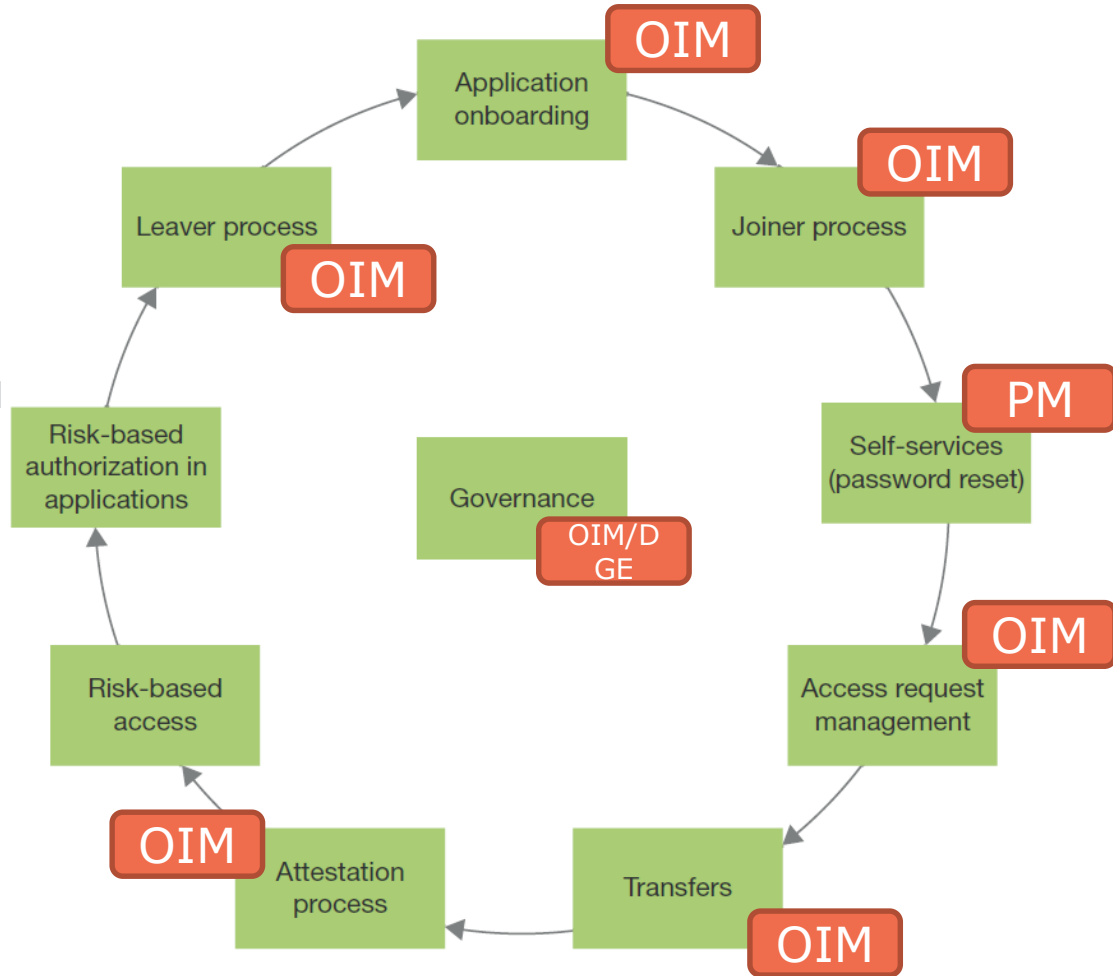 OIM
Application
onboarding
OIM
Joiner process
PM
Self-services
(password reset)
OIM
Access request
management
Transfers
OIM
OIM
Attestation
process
Risk-based
access
Risk-based
authorization in
applications
Leaver process
OIM
Governance
OIM/D
GE